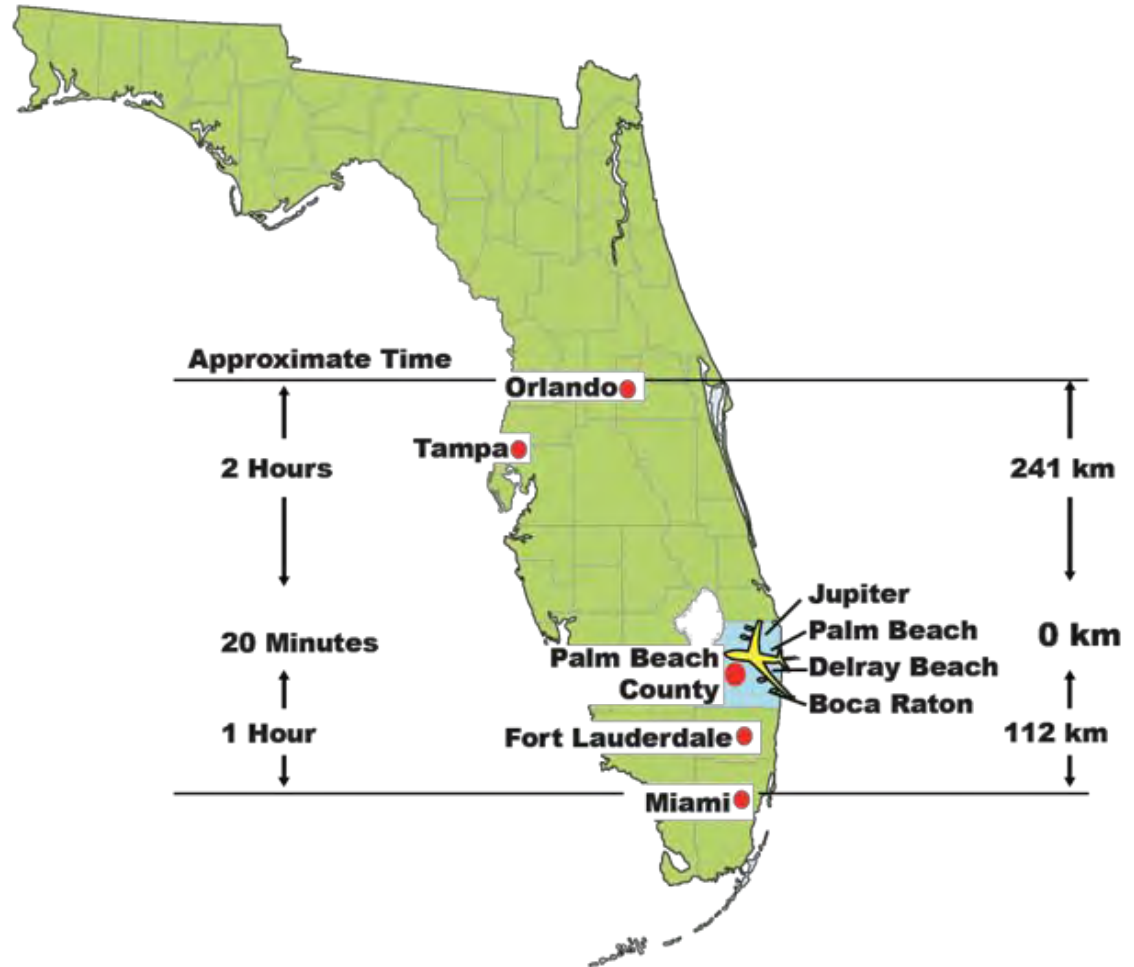 Approximate Time
Orlando
Tampa
2 Hours
241 km
Jupiter
20 Minutes
Palm Beach
0 km
Palm Beach
County
Delray Beach
Boca Raton
1 Hour
Fort Lauderdale
112 km
Miami